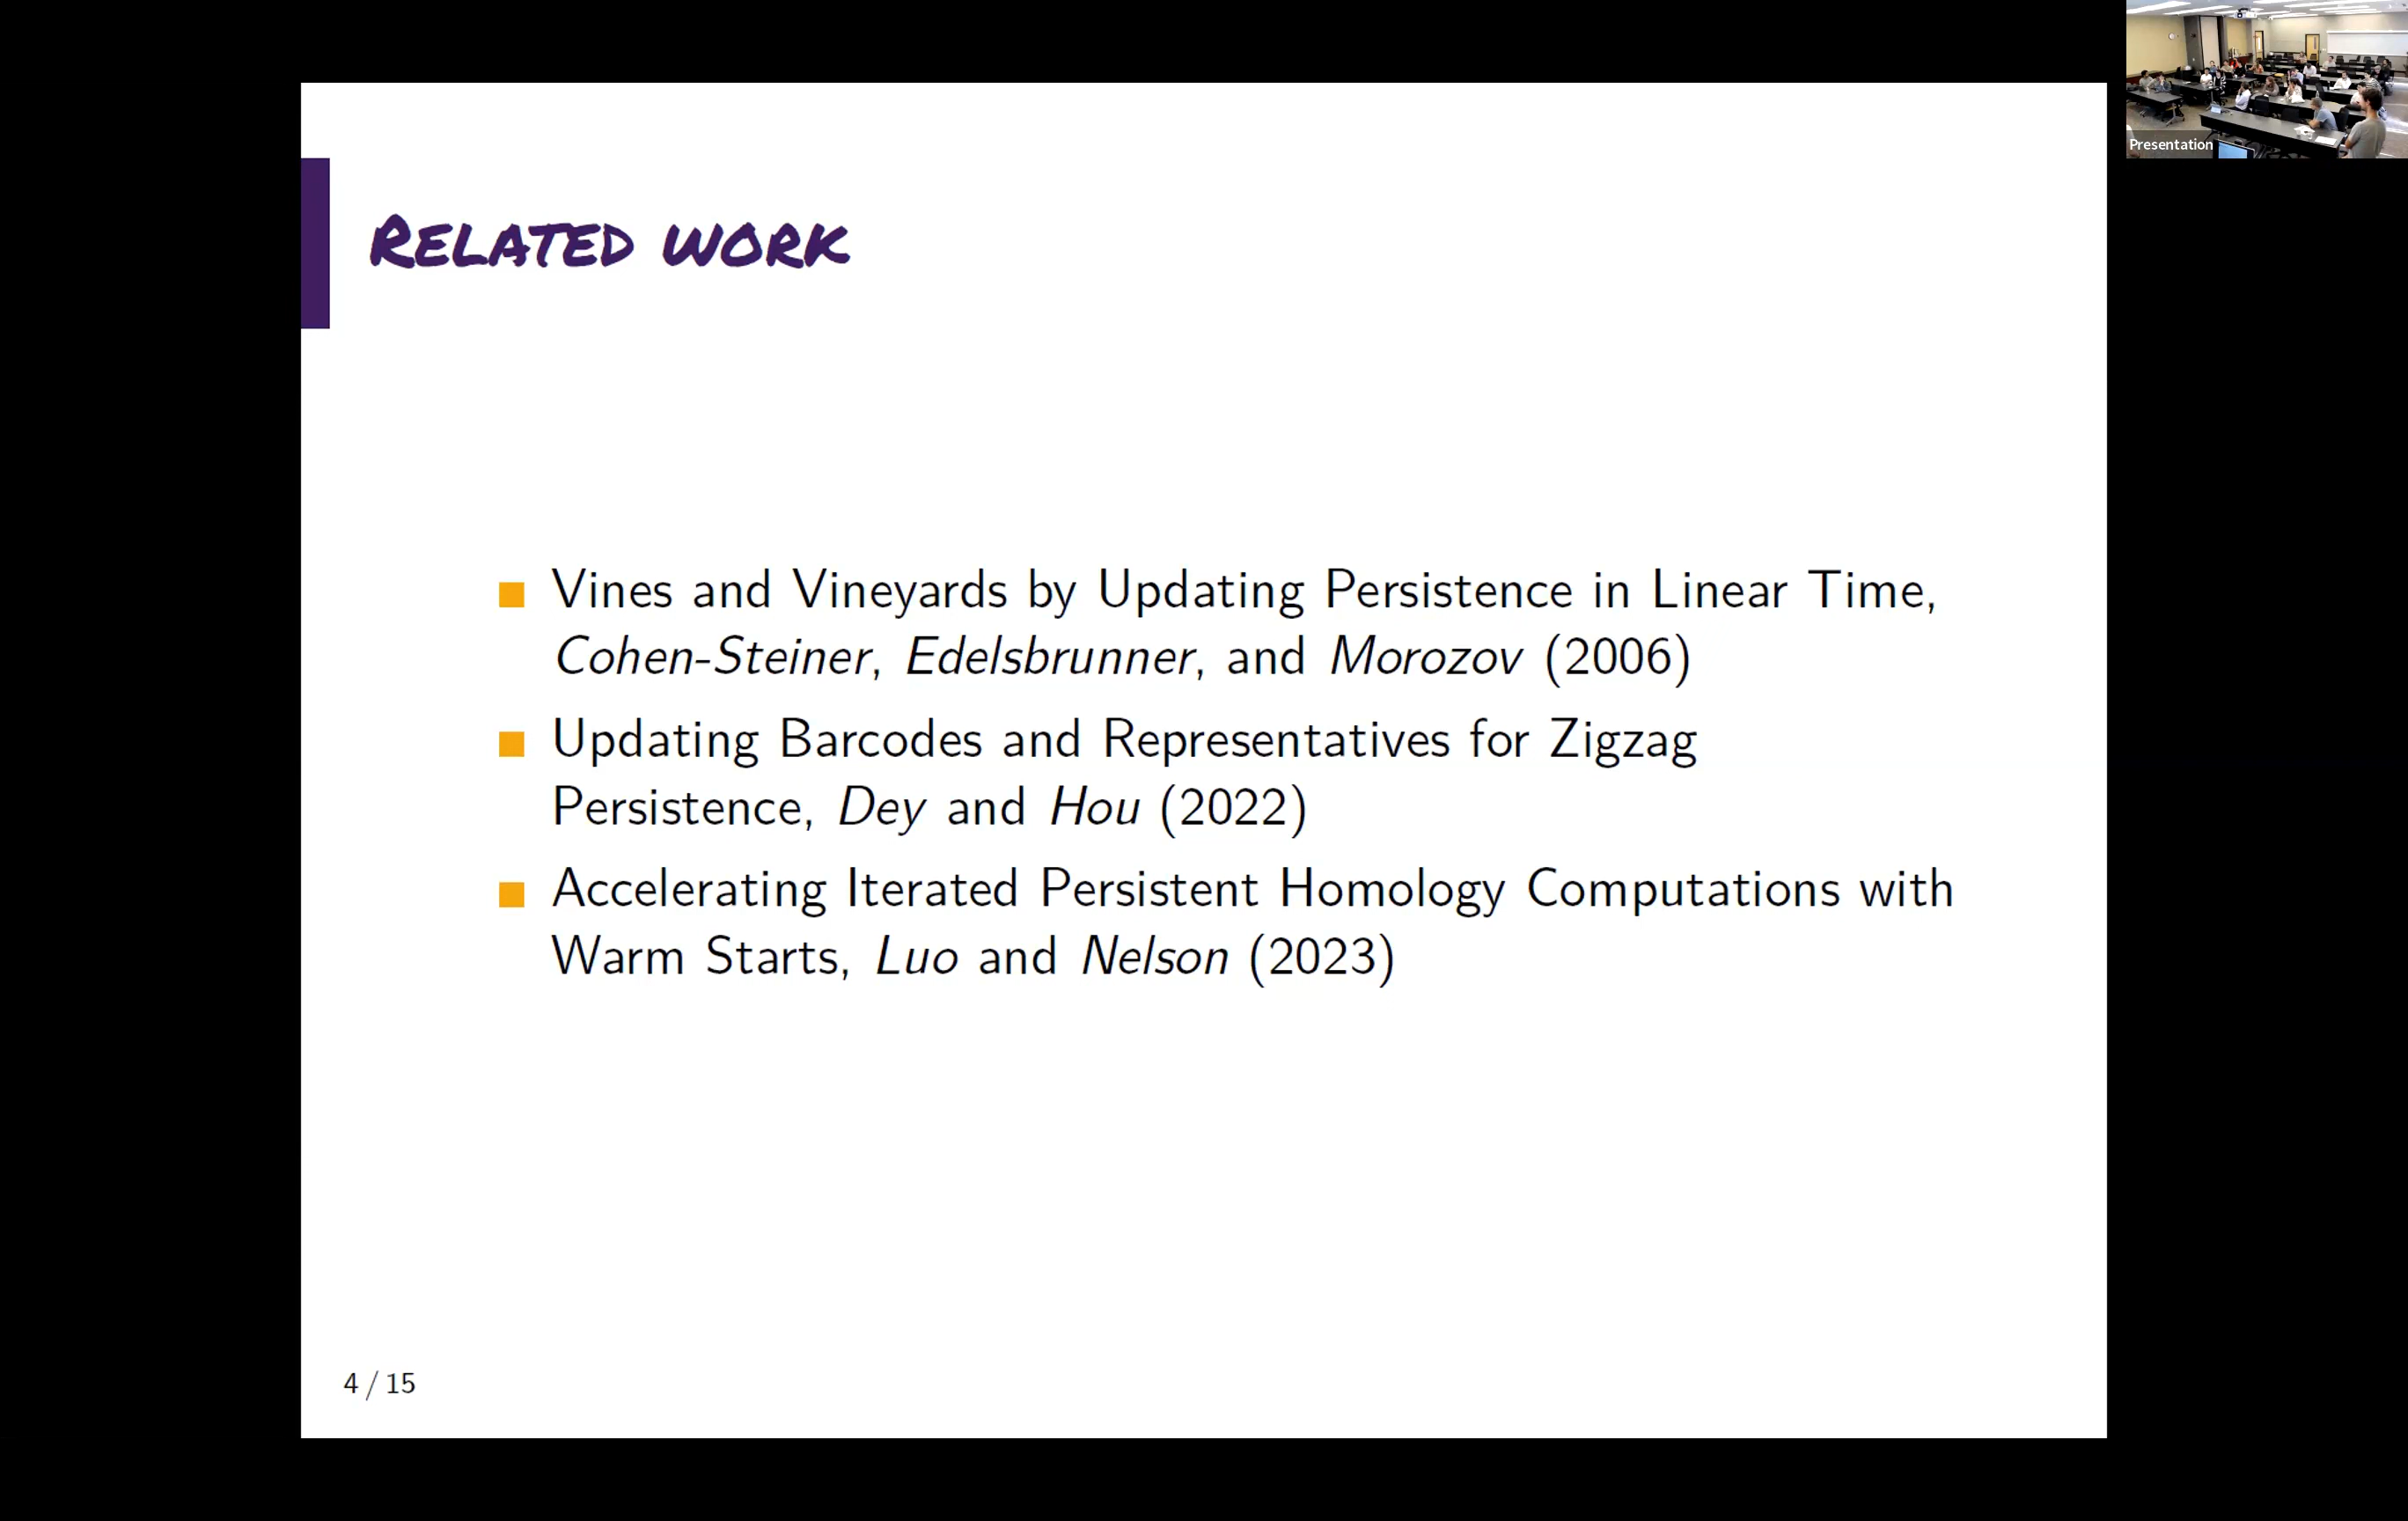 Presentation
RELATED WORK
Vines and Vineyards by Updating Persistence in Linear Time,
Cohen-Steiner, Edelsbrunner, and Morozov (2006)
Updating Barcodes and Representatives for Zigzag
Persistence, Dey and Hou (2022)
Accelerating Iterated Persistent Homology Computations with
Warm Starts, Luo and Nelson (2023)
4 / 15